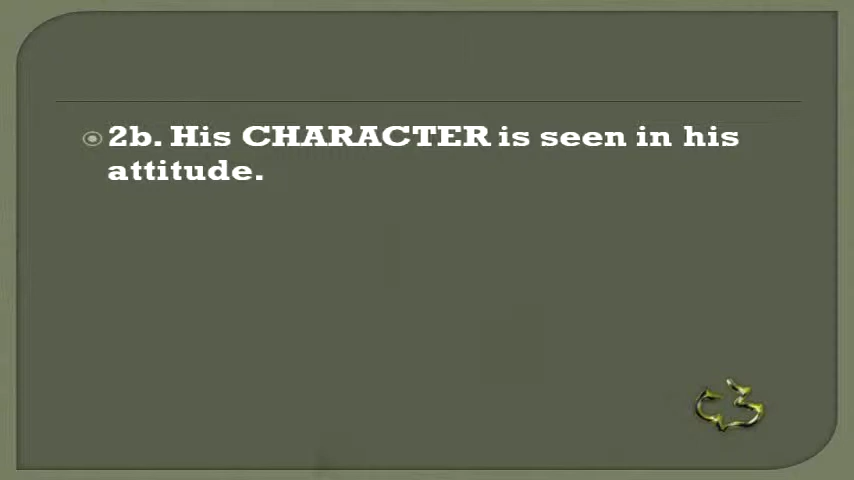 2b. His CHARACTER is seen in his
attitude.